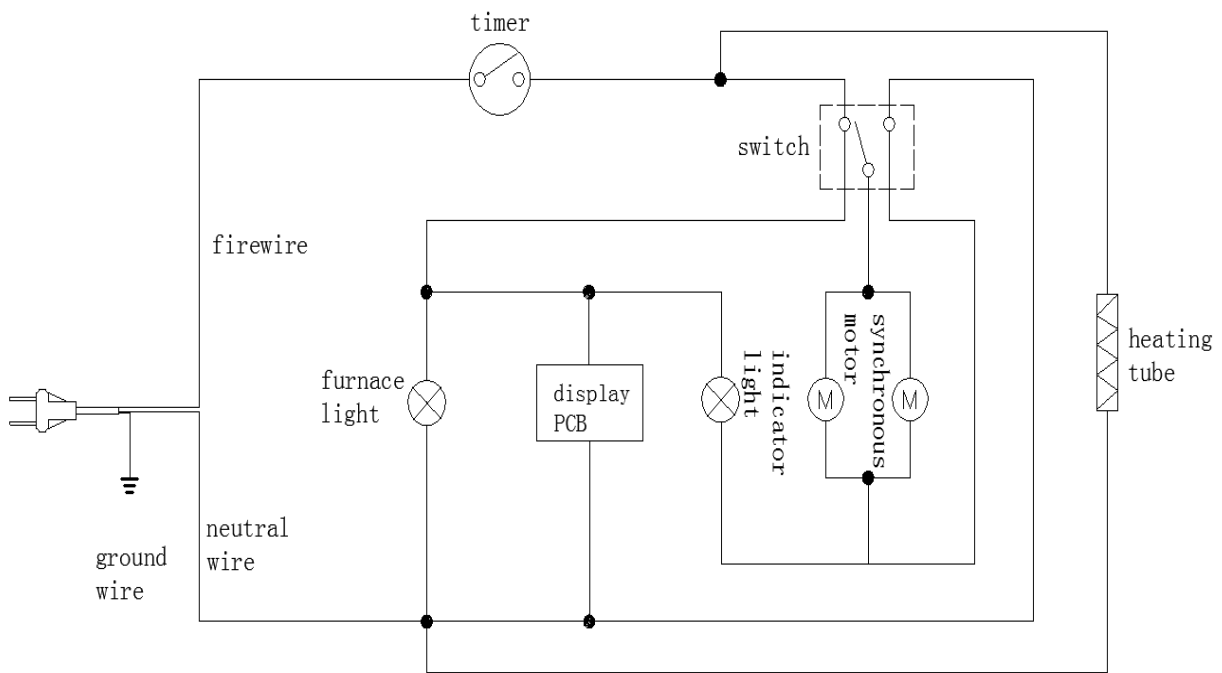 timer
switch
firewire
furnace
light
display
PCB
indicator
light
synchronous
motor
M
M
heating
tube
neutral
wire
ground
wire